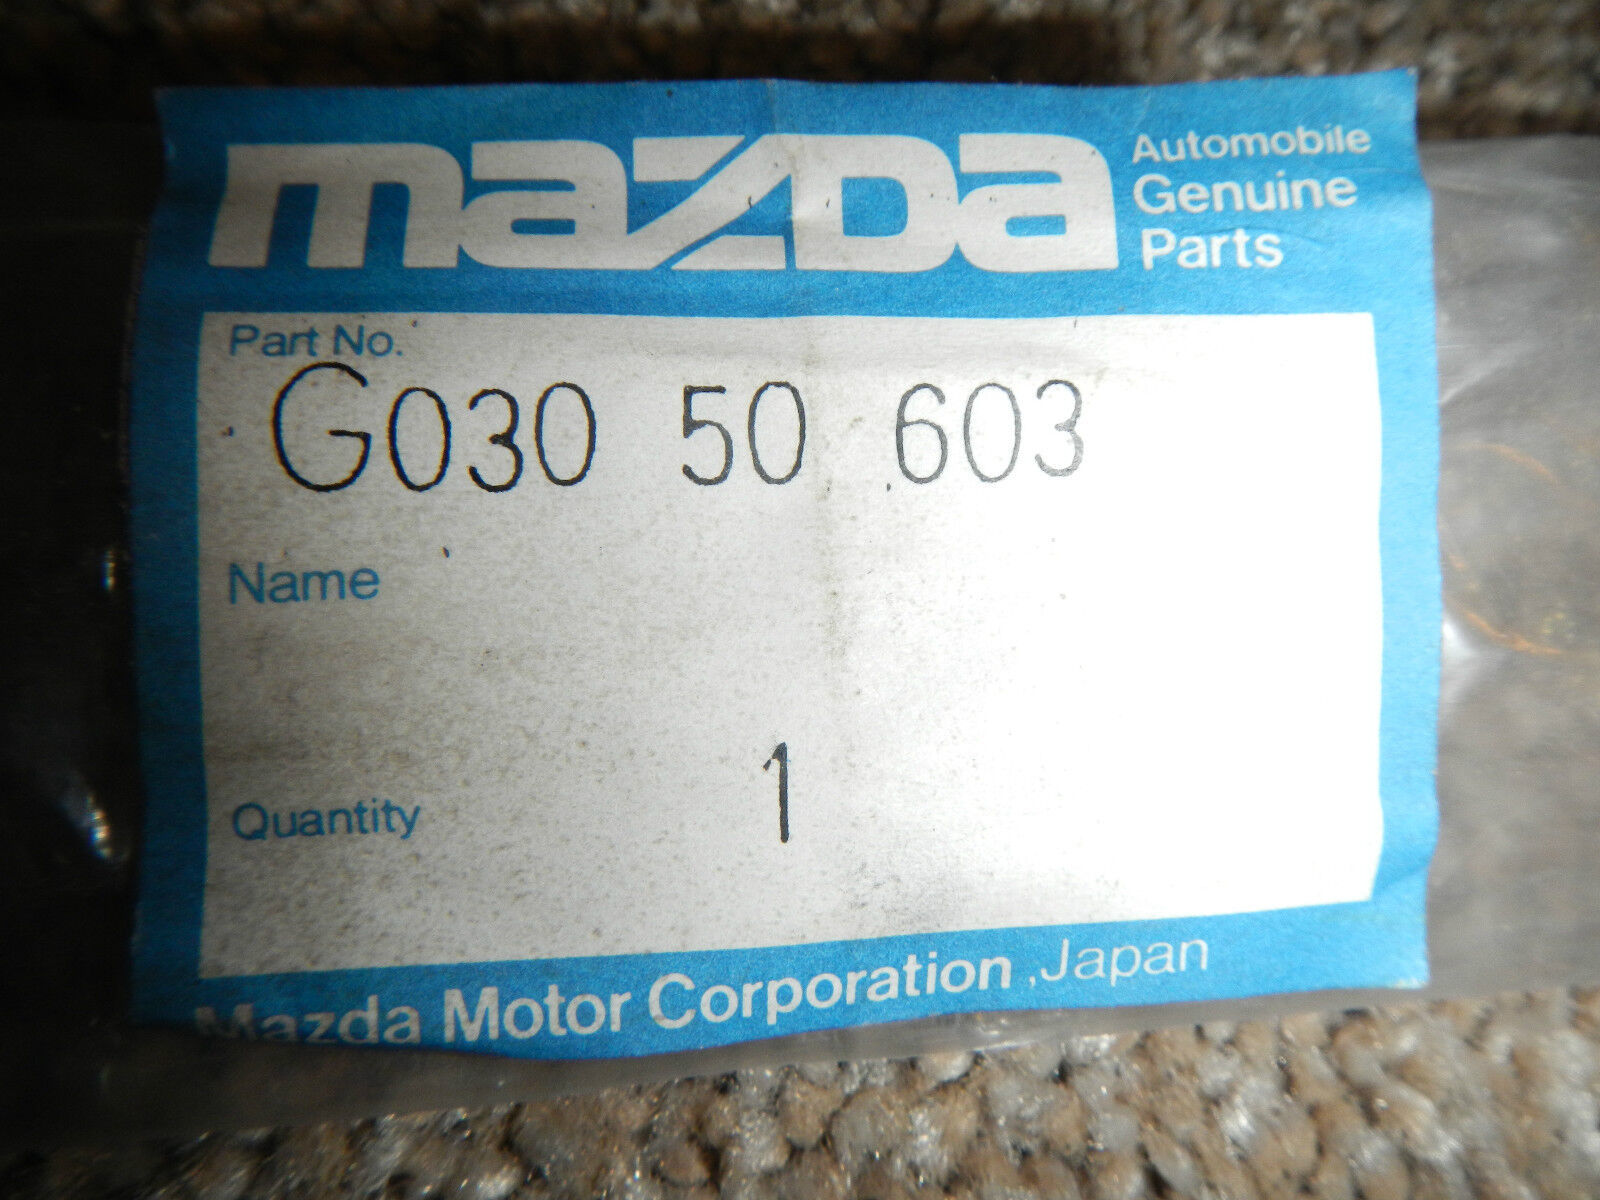 mazda
Automobile
Genuine
Parts
Part No.
G030 50 603
Name
Quantity 1
Mazda Motor Corporation ,Japan